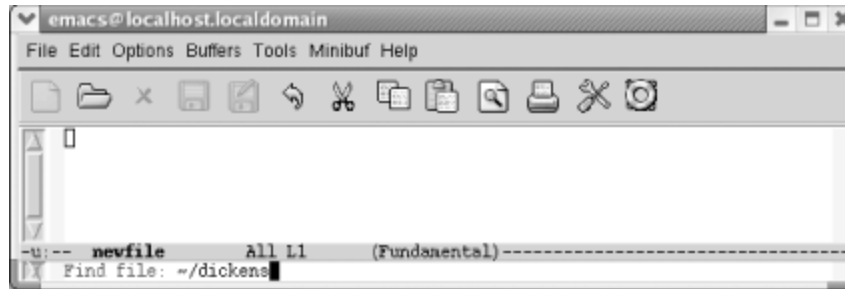 emacs@localhost.localdomain
File Edit Options Buffers Tools Minibuf Help
-u:-- newfile All L1 (Fundamental)--------------------------------
Find file: ~/dickens